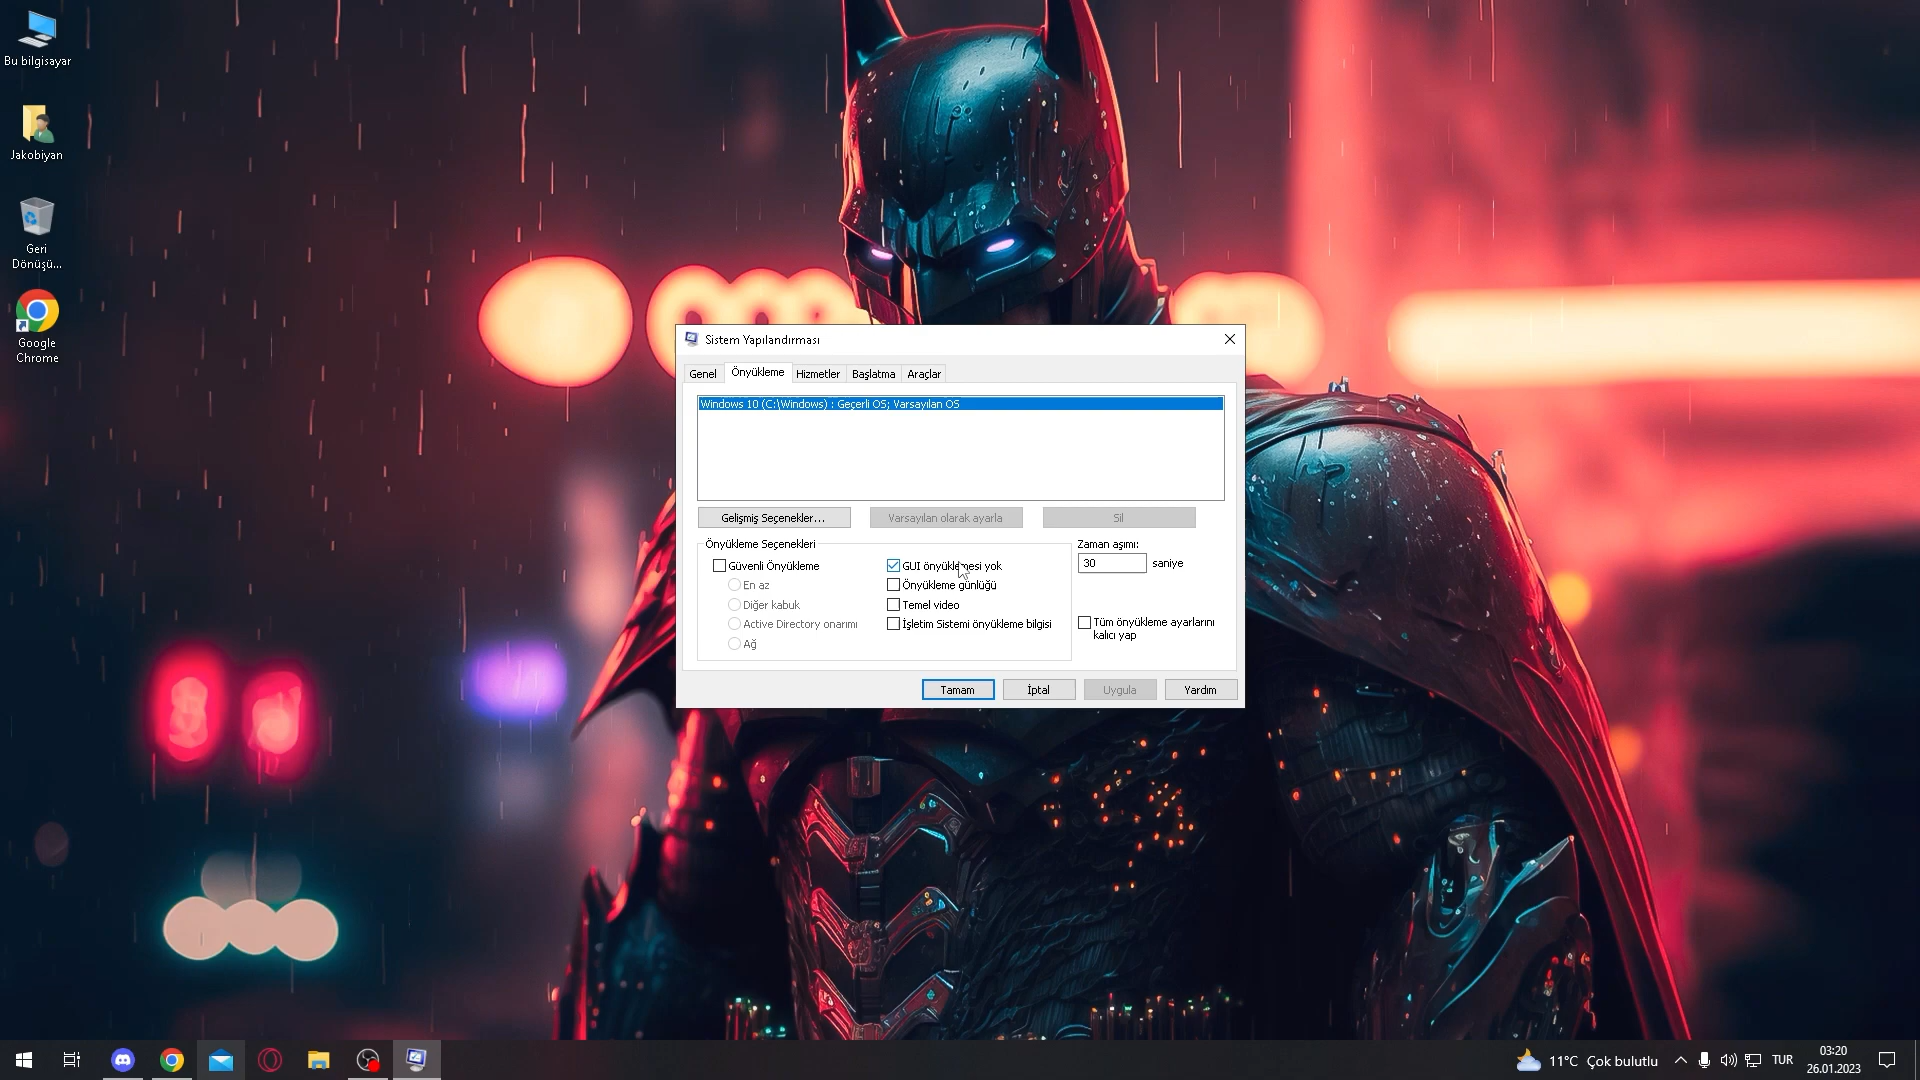 Bu bilgisayar
Jakobiyan
Geri
Dönüşü...
Google
Chrome
Sistem Yapılandırması
Genel
Önyükleme
Hizmetler
Başlatma
Araçlar
Windows 10 (C:\Windows) : Geçerli OS; Varsayılan OS
Gelişmiş Seçenekler...
Varsayılan olarak ayarla
Sil
Önyükleme Seçenekleri
Güvenli Önyükleme
En az
Diğer kabuk
Active Directory onarımı
Ağ
GUI önyüklemesi yok
Önyükleme günlüğü
Temel video
İşletim Sistemi önyükleme bilgisi
Zaman aşımı:
30 saniye
Tüm önyükleme ayarlarını
kalıcı yap
Tamam
İptal
Uygula
Yardım
11°C Çok bulutlu
TUR
03:20
26.01.2023